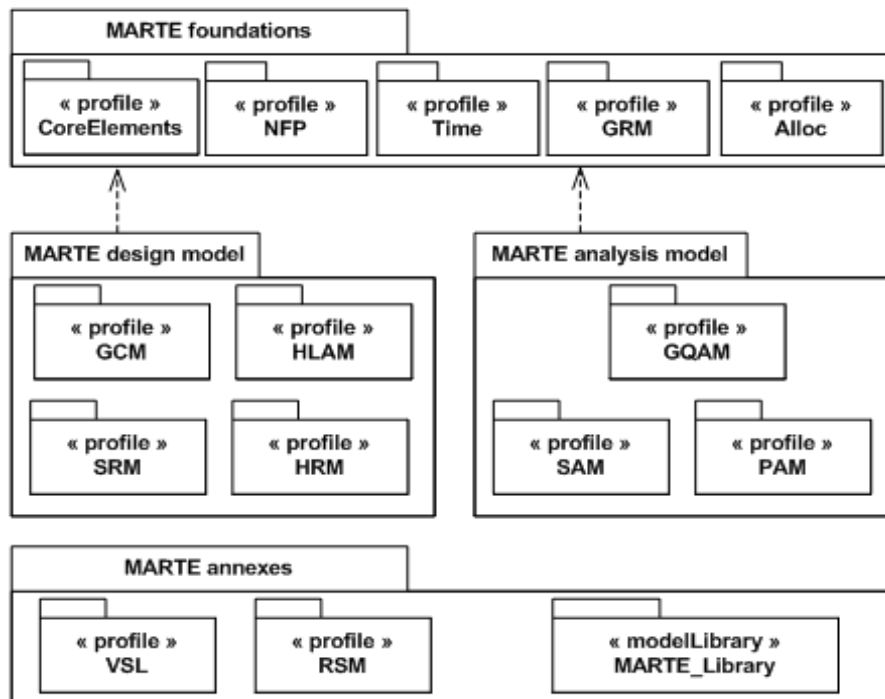 MARTE foundations
« profile »
CoreElements
« profile »
NFP
« profile »
Time
« profile »
GRM
« profile »
Alloc
MARTE design model
« profile »
GCM
« profile »
HLAM
« profile »
SRM
« profile »
HRM
MARTE analysis model
« profile »
GQAM
« profile »
SAM
« profile »
PAM
MARTE annexes
« profile »
VSL
« profile »
RSM
« modelLibrary »
MARTE_Library